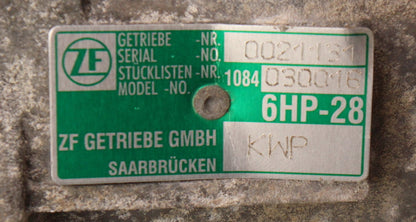 ZF
GETRIEBE -NR.
SERIAL -NO. 0021131
STÜCKLISTEN-NR. 1084 030016
MODEL -NO.
6HP-28
ZF GETRIEBE GMBH KWP
SAARBRÜCKEN